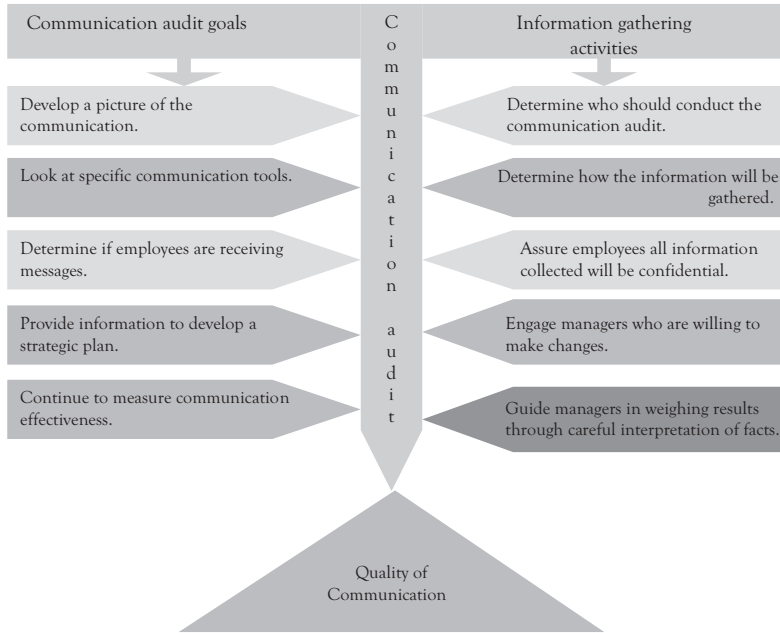 Communication audit goals
Develop a picture of the
communication.
Look at specific communication tools.
Determine if employees are receiving
messages.
Provide information to develop a
strategic plan.
Continue to measure communication
effectiveness.
Communication audit
Information gathering
activities
Determine who should conduct the
communication audit.
Determine how the information will be
gathered.
Assure employees all information
collected will be confidential.
Engage managers who are willing to
make changes.
Guide managers in weighing results
through careful interpretation of facts.
Quality of
Communication